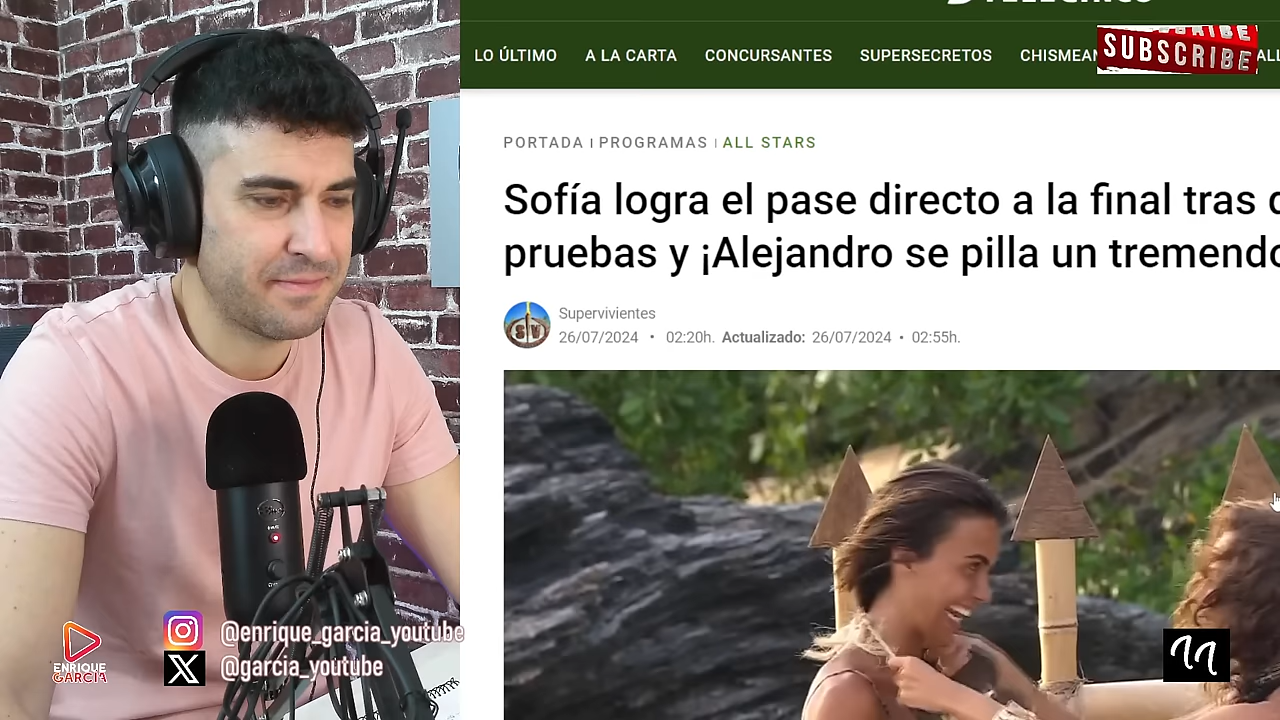 TELECINCO
LO ÚLTIMO
A LA CARTA
CONCURSANTES
SUPERSECRETOS
SUBSCRIBE
PORTADA | PROGRAMAS | ALL STARS
Sofía logra el pase directo a la final tras
pruebas y ¡Alejandro se pilla un
Supervivientes
26/07/2024 • 02:20h. Actualizado: 26/07/2024 • 02:55h.
@enrique_garcia_youtube
@garcia_youtube
ENRIQUE
GARCIA